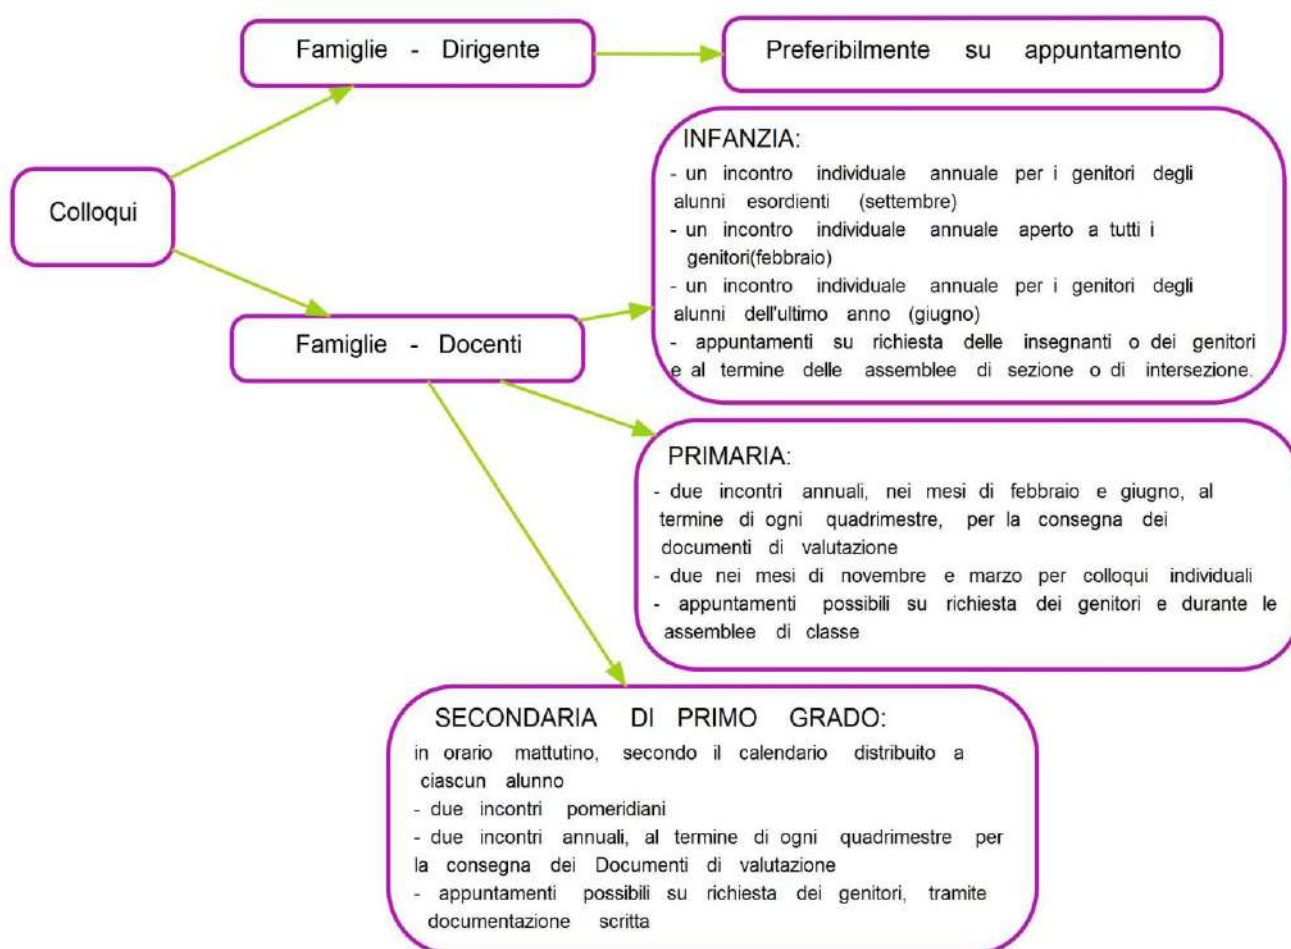 Famiglie - Dirigente
Preferibilmente su appuntamento
Colloqui
Famiglie - Docenti
INFANZIA:
- un incontro individuale annuale per i genitori degli
alunni esordienti (settembre)
- un incontro individuale annuale aperto a tutti i
genitori(febbraio)
- un incontro individuale annuale per i genitori degli
alunni dell'ultimo anno (giugno)
- appuntamenti su richiesta delle insegnanti o dei genitori
e al termine delle assemblee di sezione o di intersezione.
PRIMARIA:
- due incontri annuali, nei mesi di febbraio e giugno, al
termine di ogni quadrimestre, per la consegna dei
documenti di valutazione
- due nei mesi di novembre e marzo per colloqui individuali
- appuntamenti possibili su richiesta dei genitori e durante le
assemblee di classe
SECONDARIA DI PRIMO GRADO:
in orario mattutino, secondo il calendario distribuito a
ciascun alunno
- due incontri pomeridiani
- due incontri annuali, al termine di ogni quadrimestre per
la consegna dei Documenti di valutazione
- appuntamenti possibili su richiesta dei genitori, tramite
documentazione scritta